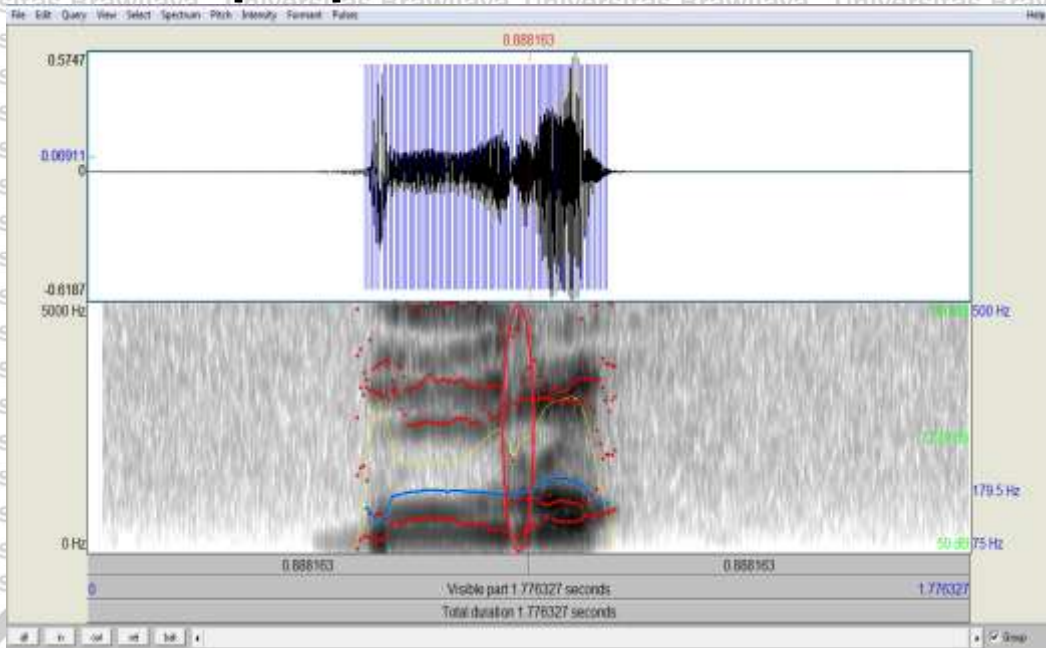 File Edit Query View Select Spectrum Pitch Intensity Formant Pulses Help
0.888163
0.5747
0.06911
0
-0.6187
5000 Hz 500 Hz
179.5 Hz
0 Hz 50 dB 75 Hz
0.888163 0.888163
0 Visible part 1.776327 seconds 1.776327
Total duration 1.776327 seconds
all in out sel bak Group